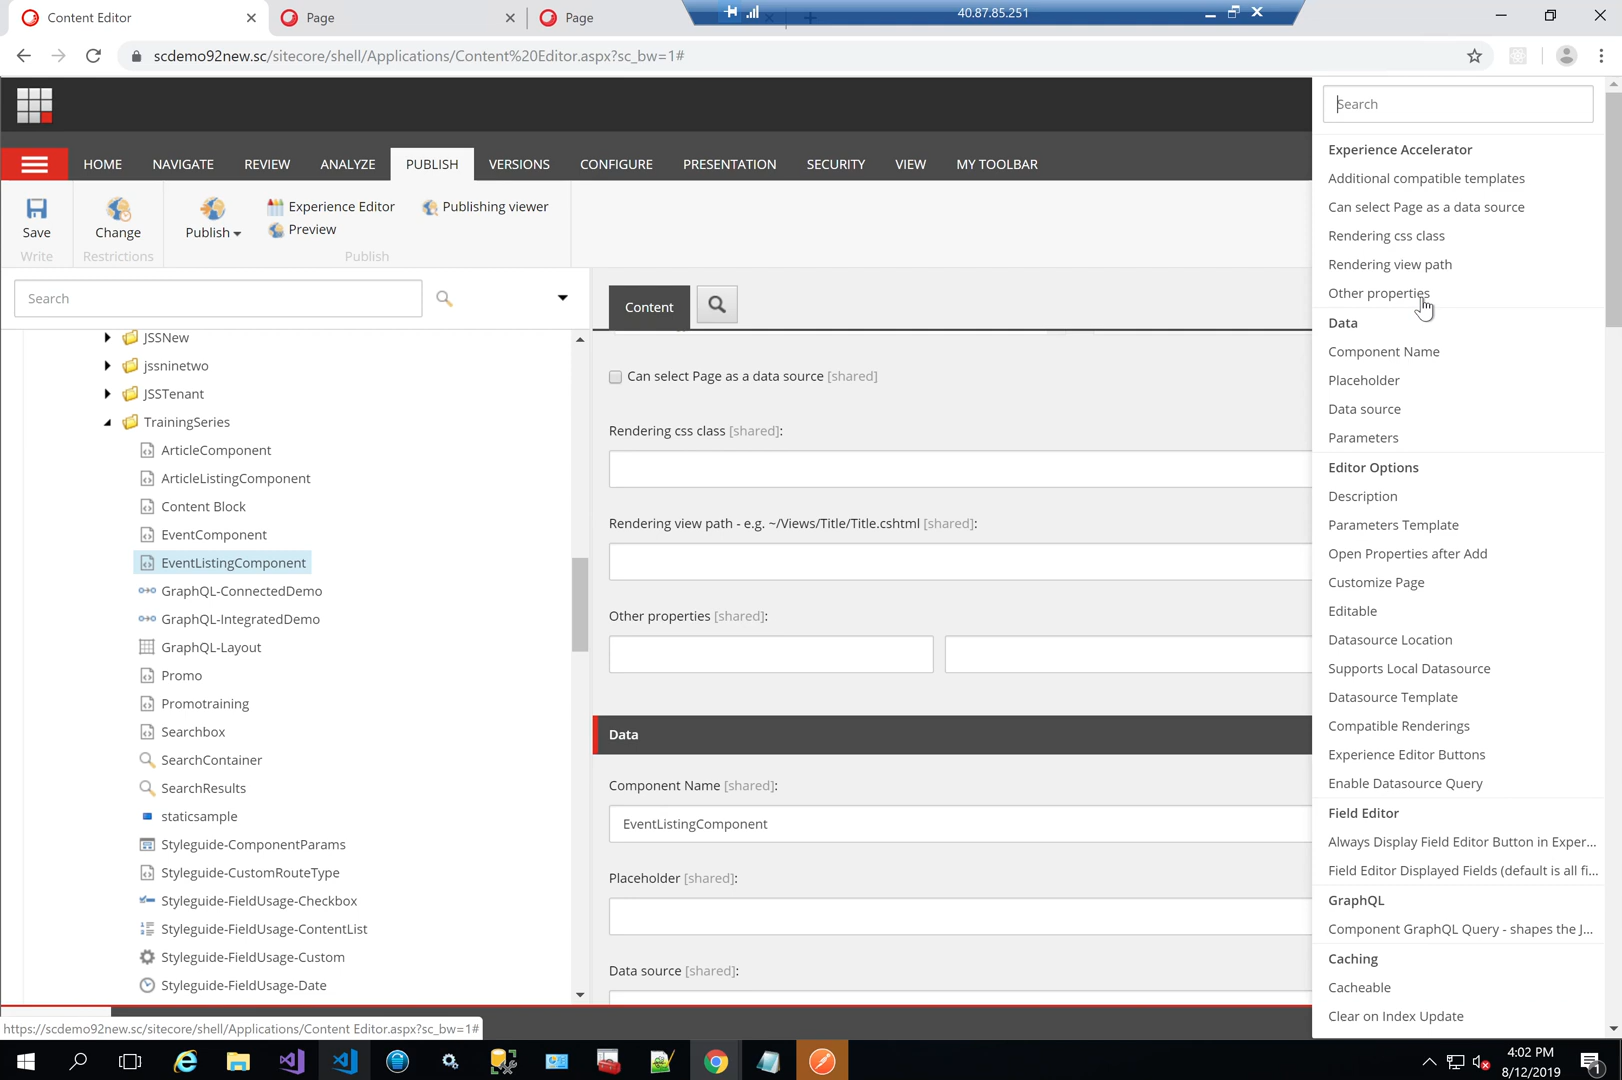 Content Editor
Page
Page
40.87.85.251
scdemo92new.sc/sitecore/shell/Applications/Content%20Editor.aspx?sc_bw=1#
HOME
NAVIGATE
REVIEW
ANALYZE
PUBLISH
VERSIONS
CONFIGURE
PRESENTATION
SECURITY
VIEW
MY TOOLBAR
Save
Write
Change
Restrictions
Publish
Experience Editor
Preview
Publishing viewer
Publish
Search
JSSNew
jssninetwo
JSSTenant
TrainingSeries
ArticleComponent
ArticleListingComponent
Content Block
EventComponent
EventListingComponent
GraphQL-ConnectedDemo
GraphQL-IntegratedDemo
GraphQL-Layout
Promo
Promotraining
Searchbox
SearchContainer
SearchResults
staticsample
Styleguide-ComponentParams
Styleguide-CustomRouteType
Styleguide-FieldUsage-Checkbox
Styleguide-FieldUsage-ContentList
Styleguide-FieldUsage-Custom
Styleguide-FieldUsage-Date
Content
Can select Page as a data source [shared]
Rendering css class [shared]:
Rendering view path - e.g. ~/Views/Title/Title.cshtml [shared]:
Other properties [shared]:
Data
Component Name [shared]:
EventListingComponent
Placeholder [shared]:
Data source [shared]:
Search
Experience Accelerator
Additional compatible templates
Can select Page as a data source
Rendering css class
Rendering view path
Other properties
Data
Component Name
Placeholder
Data source
Parameters
Editor Options
Description
Parameters Template
Open Properties after Add
Customize Page
Editable
Datasource Location
Supports Local Datasource
Datasource Template
Compatible Renderings
Experience Editor Buttons
Enable Datasource Query
Field Editor
Always Display Field Editor Button in Exper...
Field Editor Displayed Fields (default is all fi...
GraphQL
Component GraphQL Query - shapes the J...
Caching
Cacheable
Clear on Index Update
https://scdemo92new.sc/sitecore/shell/Applications/Content Editor.aspx?sc_bw=1#
4:02 PM
8/12/2019
1